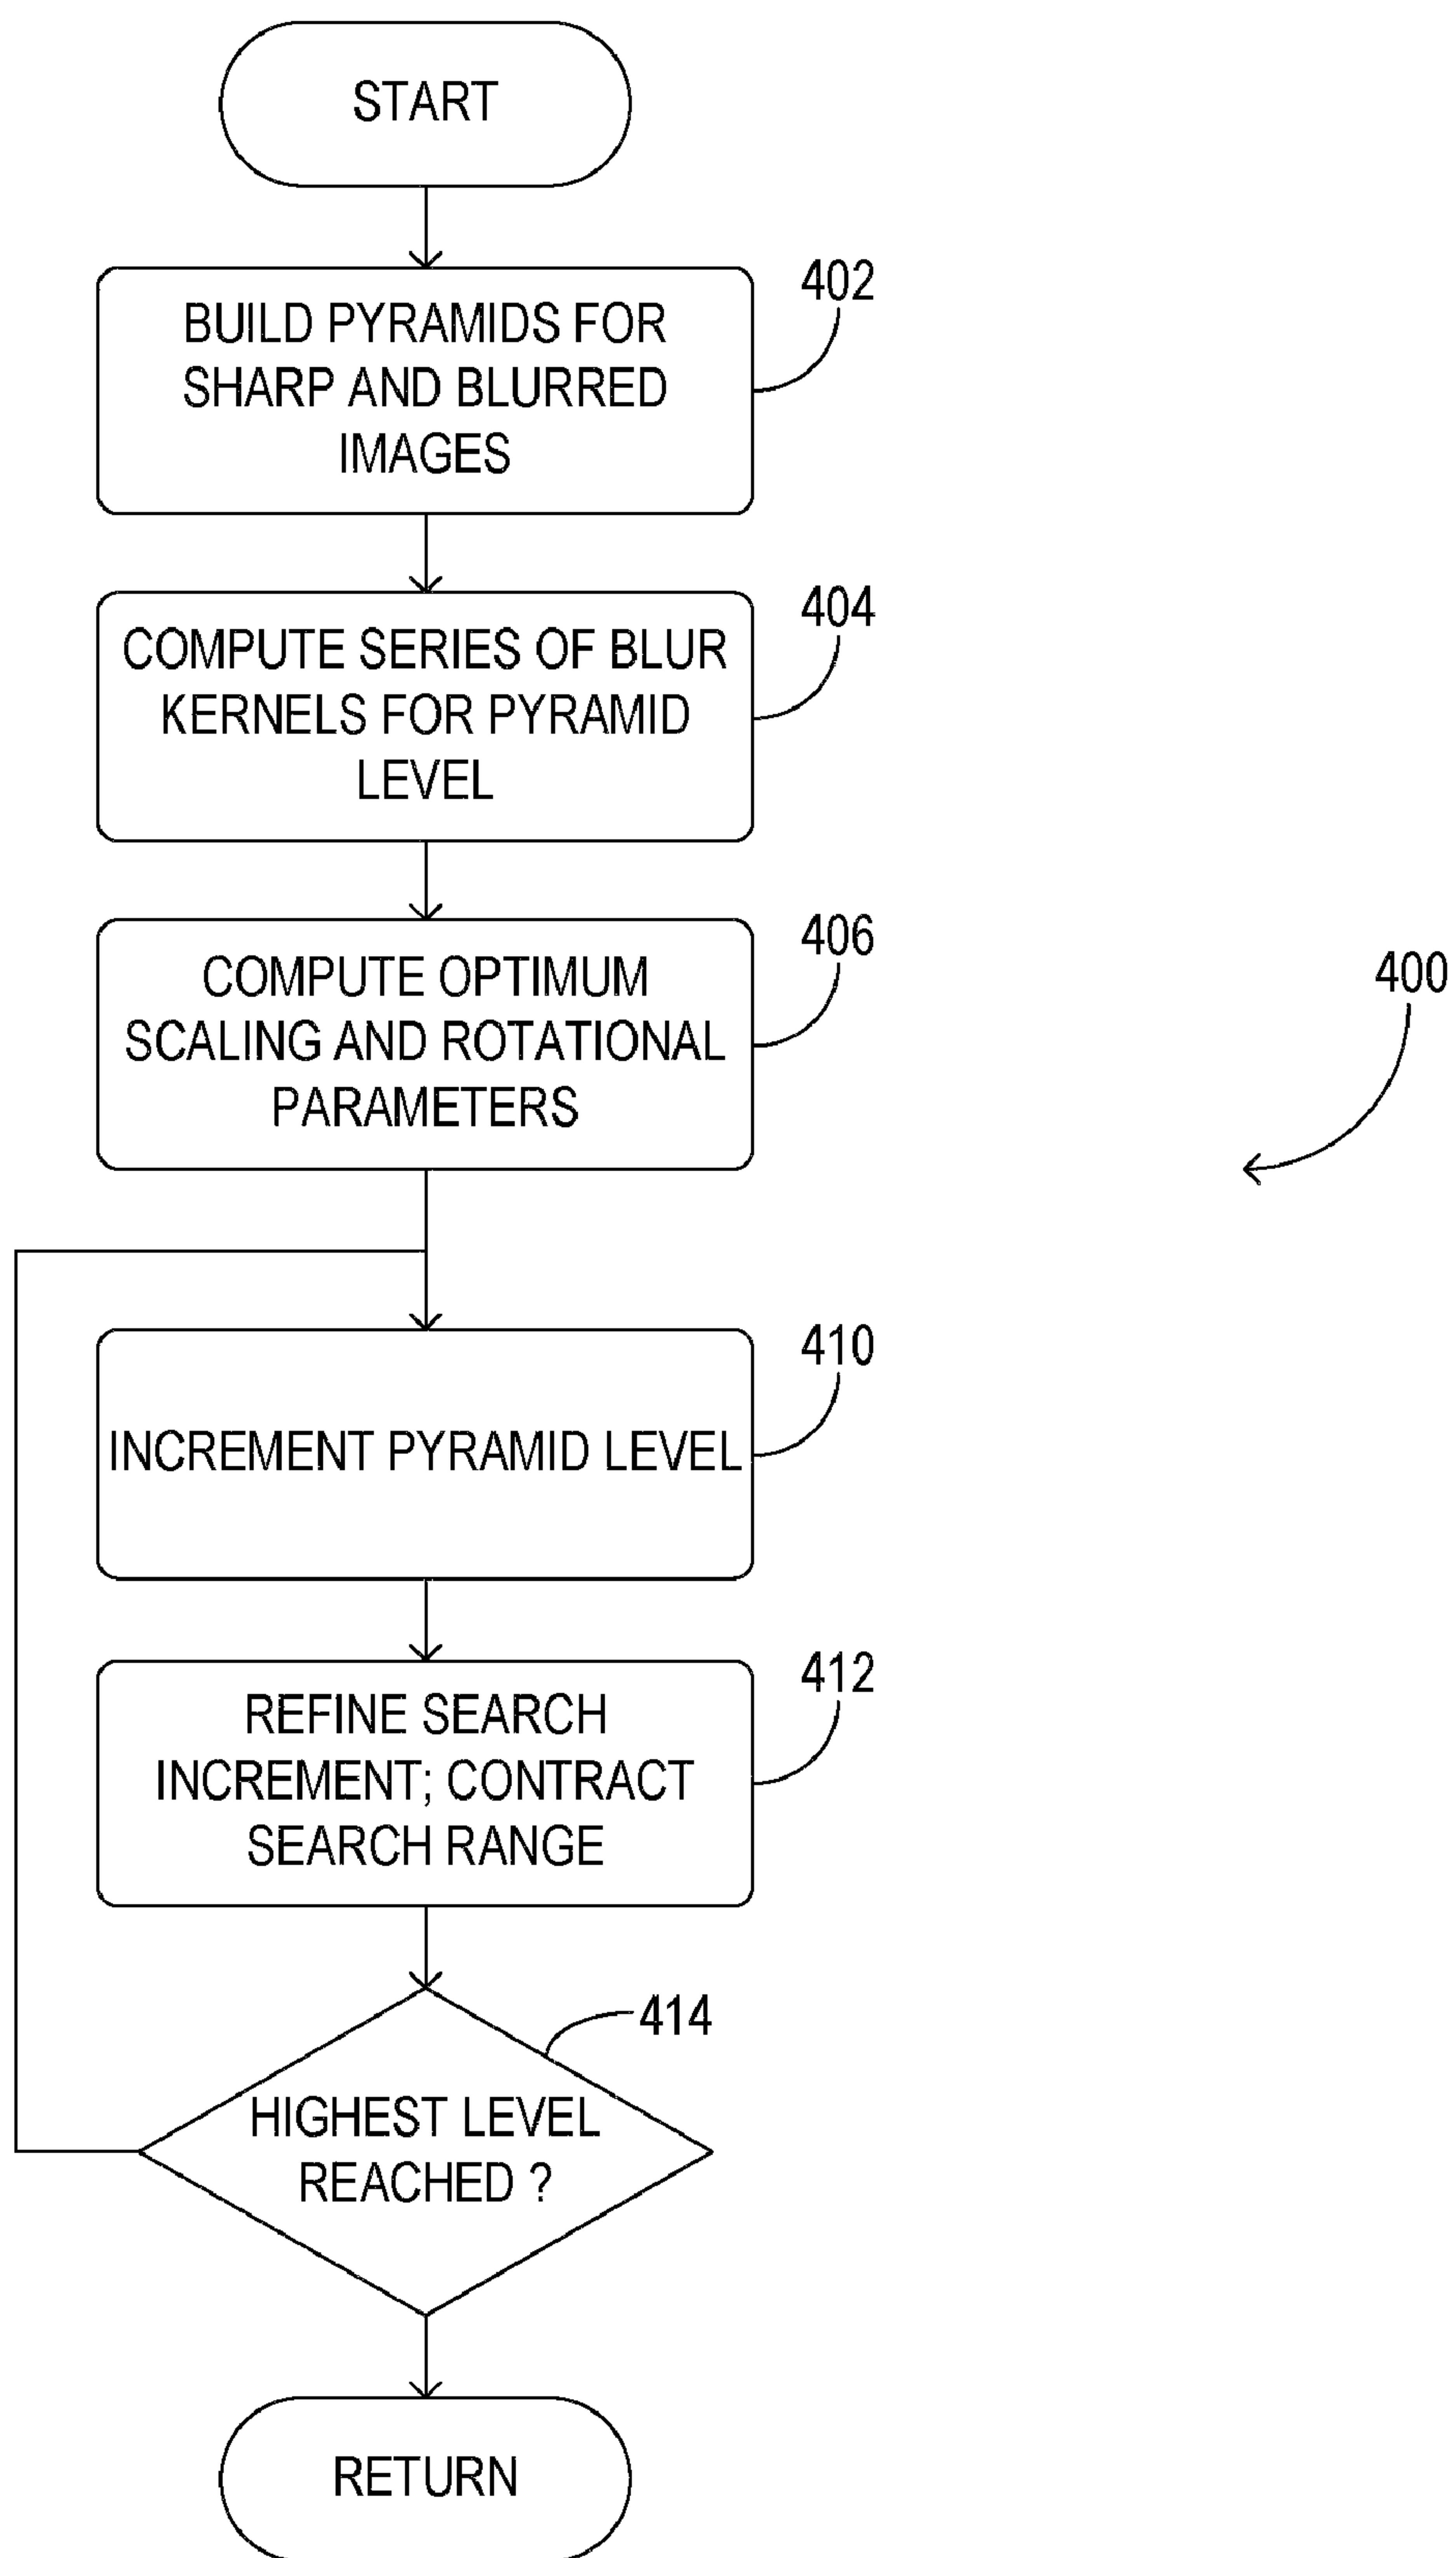 START
402
BUILD PYRAMIDS FOR
SHARP AND BLURRED
IMAGES
404
COMPUTE SERIES OF BLUR
KERNELS FOR PYRAMID
LEVEL
406
COMPUTE OPTIMUM
SCALING AND ROTATIONAL
PARAMETERS
400
410
INCREMENT PYRAMID LEVEL
412
REFINE SEARCH
INCREMENT; CONTRACT
SEARCH RANGE
414
HIGHEST LEVEL
REACHED ?
RETURN